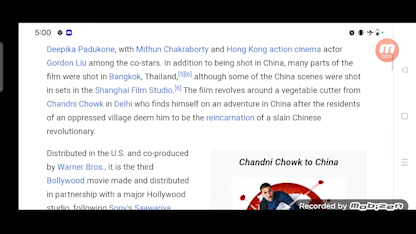 5:00
Deepika Padukone, with Mithun Chakraborty and Hong Kong action cinema actor
Gordon Liu among the co-stars. In addition to being shot in China, many parts of the
film were shot in Bangkok, Thailand,[5][6] although some of the China scenes were shot
in sets in the Shanghai Film Studio.[6] The film revolves around a vegetable cutter from
Chandni Chowk in Delhi who finds himself on an adventure in China after the residents
of an oppressed village deem him to be the reincarnation of a slain Chinese
revolutionary.
Distributed in the U.S. and co-produced
by Warner Bros., it is the third
Bollywood movie made and distributed
in partnership with a major Hollywood
studio, following Sony's Saawariya
Chandni Chowk to China
Recorded by mobizen